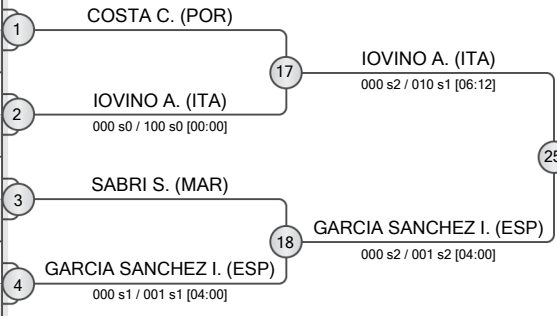 COSTA C. (POR)
1
17
IOVINO A. (ITA)
000 s2 / 010 s1 [06:12]
IOVINO A. (ITA)
2
000 s0 / 100 s0 [00:00]
25
SABRI S. (MAR)
3
18
GARCIA SANCHEZ I. (ESP)
000 s2 / 001 s2 [04:00]
GARCIA SANCHEZ I. (ESP)
4
000 s1 / 001 s1 [04:00]